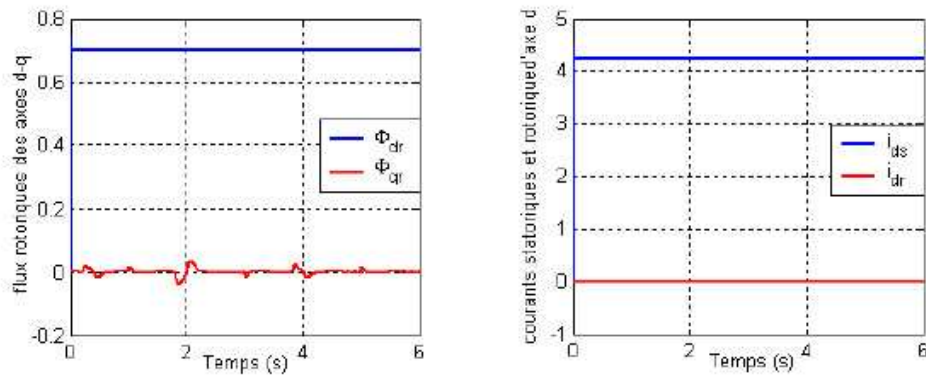 flux rotoriques des axes d-q
0.8
0.6
0.4
0.2
0
-0.2
Φdr
Φqr
0 2 4 6
Temps (s)
courants statoriques et rotoriqued'axe d
5
4
3
2
1
0
-1
ids
idr
0 2 4 6
Temps (s)